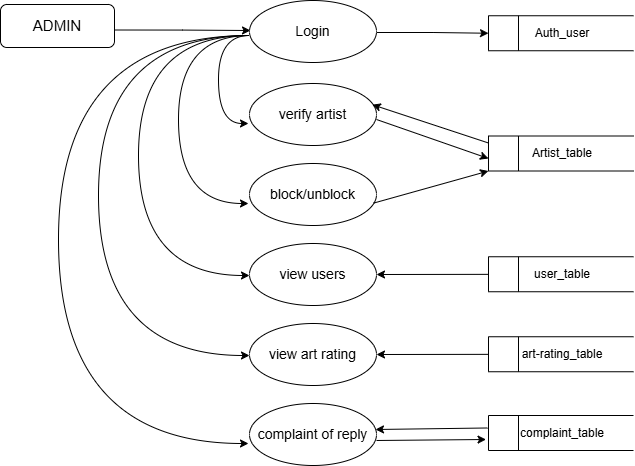 ADMIN
Login
Auth_user
verify artist
Artist_table
block/unblock
view users
user_table
view art rating
art-rating_table
complaint of reply
complaint_table